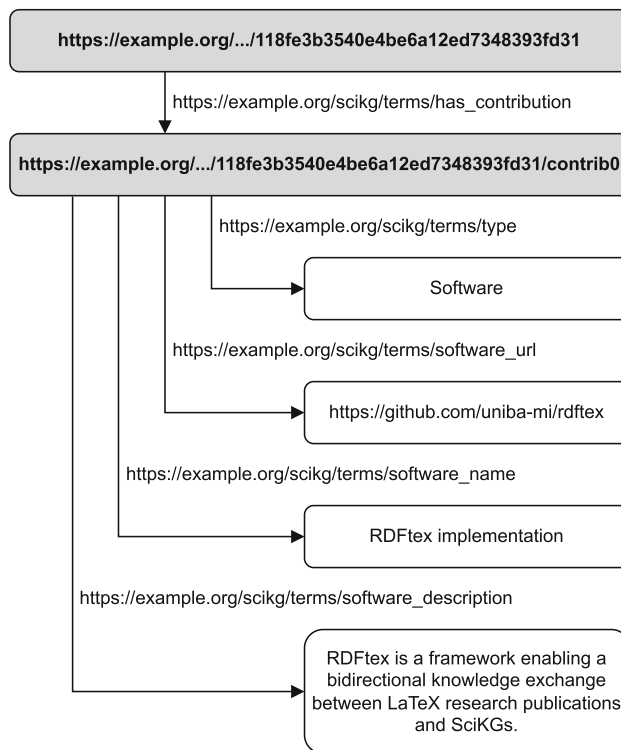 https://example.org/.../118fe3b3540e4be6a12ed7348393fd31
https://example.org/scikg/terms/has_contribution
https://example.org/.../118fe3b3540e4be6a12ed7348393fd31/contrib0
https://example.org/scikg/terms/type
Software
https://example.org/scikg/terms/software_url
https://github.com/uniba-mi/rdftex
https://example.org/scikg/terms/software_name
RDFtex implementation
https://example.org/scikg/terms/software_description
RDFtex is a framework enabling a
bidirectional knowledge exchange
between LaTeX research publications
and SciKGs.